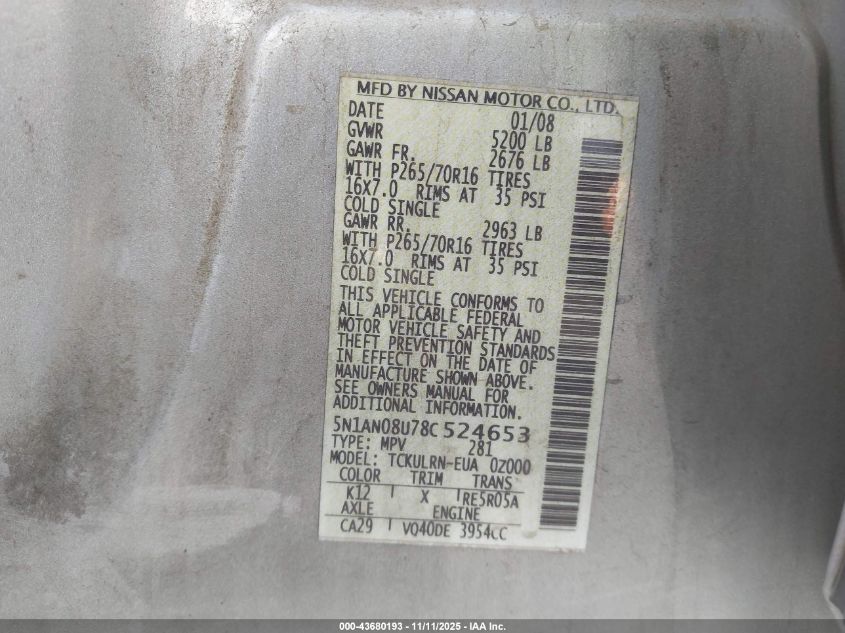 MFD BY NISSAN MOTOR CO., LTD.
DATE 01/08
GVWR 5200 LB
GAWR FR. 2676 LB
WITH P265/70R16 TIRES
16X7.0 RIMS AT 35 PSI
COLD SINGLE
GAWR RR. 2963 LB
WITH P265/70R16 TIRES
16X7.0 RIMS AT 35 PSI
COLD SINGLE
THIS VEHICLE CONFORMS TO
ALL APPLICABLE FEDERAL
MOTOR VEHICLE SAFETY AND
THEFT PREVENTION STANDARDS
IN EFFECT ON THE DATE OF
MANUFACTURE SHOWN ABOVE.
SEE OWNERS MANUAL FOR
ADDITIONAL INFORMATION.
5N1AN08U78C524653
TYPE: MPV 281
MODEL: TCKULRN-EUA 0Z000
COLOR TRIM TRANS
K12 X RE5R05A
AXLE ENGINE
CA29 VQ40DE 3954CC
000-43680193 - 11/11/2025 - IAA Inc.